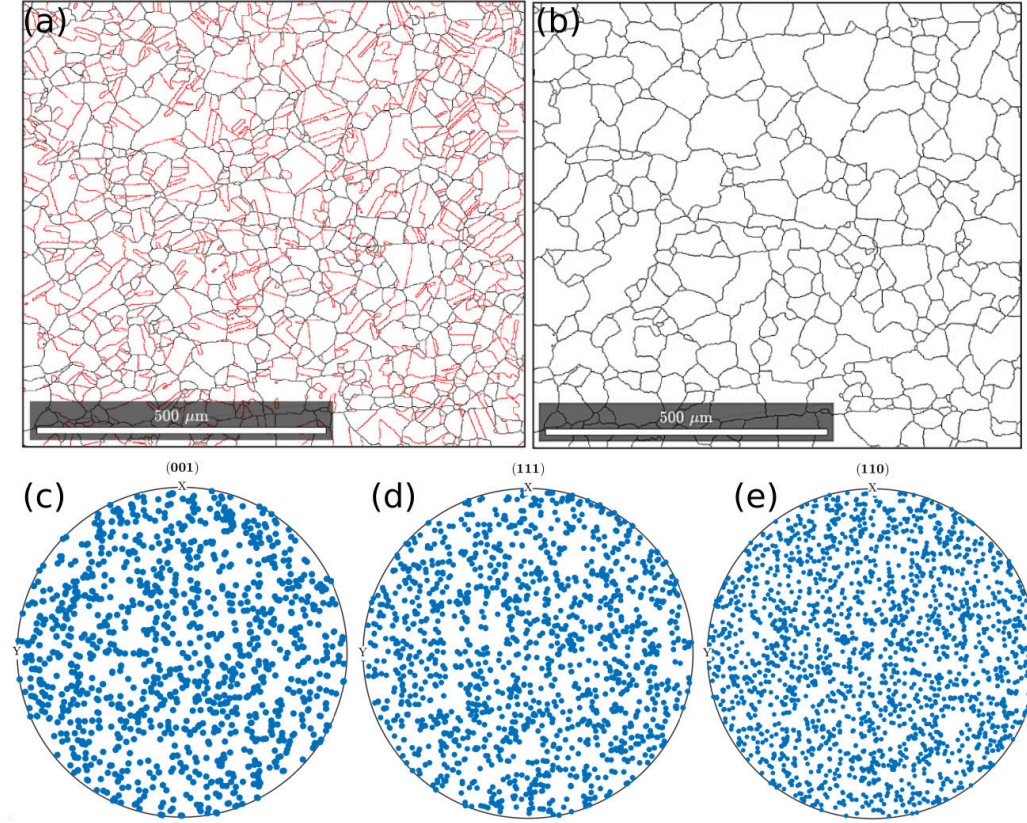 (a)
(b)
500 μm
500 μm
(001)
(111)
(110)
(c)
(d)
(e)
X
X
X
Y
Y
Y